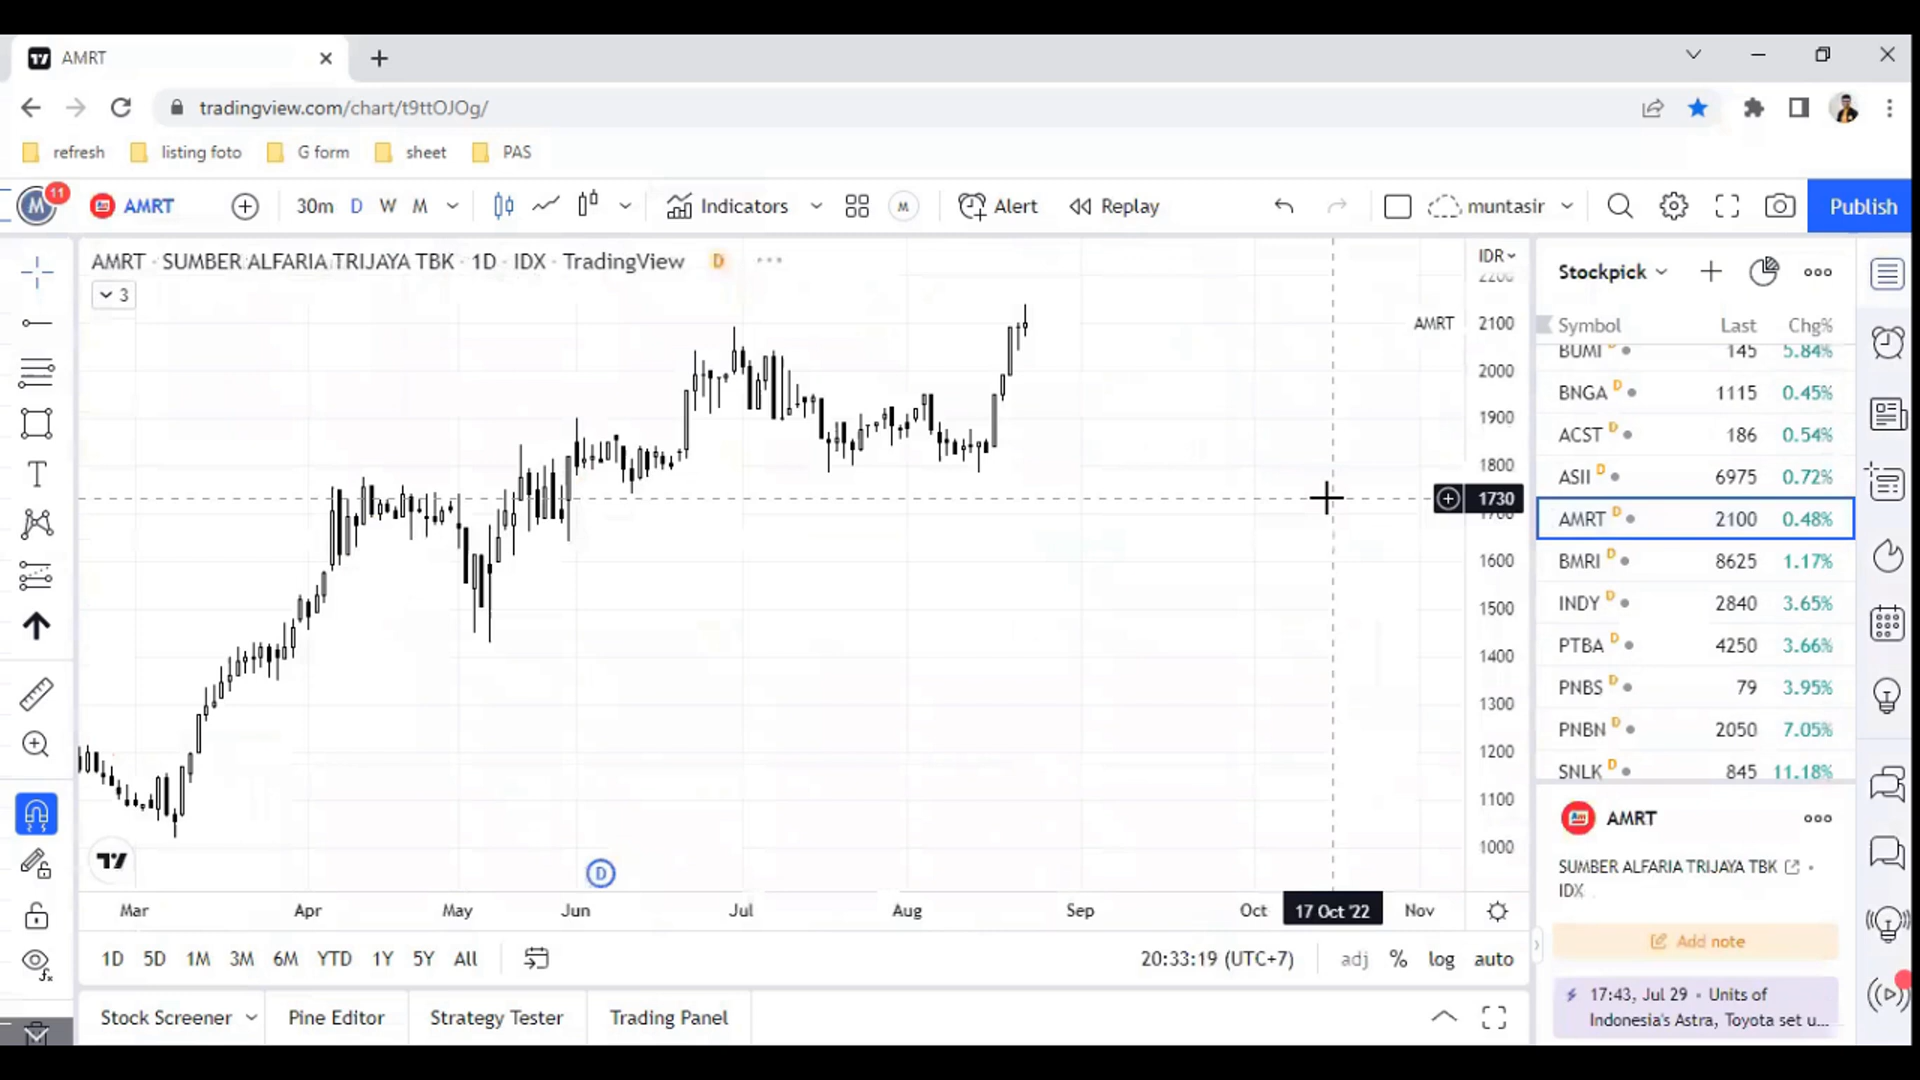 AMRT
tradingview.com/chart/t9ttOJOg/
refresh listing foto G form sheet PAS
M 11 AMRT 30m D W M Indicators M Alert Replay muntasir Publish
AMRT · SUMBER ALFARIA TRIJAYA TBK · 1D · IDX · TradingView D
3
IDR
2200
AMRT 2100
2000
1900
1800
1730
1700
1600
1500
1400
1300
1200
1100
1000
D
Mar Apr May Jun Jul Aug Sep Oct 17 Oct '22 Nov
1D 5D 1M 3M 6M YTD 1Y 5Y All 20:33:19 (UTC+7) adj % log auto
Stock Screener Pine Editor Strategy Tester Trading Panel
Stockpick
Symbol Last Chg%
BUMI D 145 5.84%
BNGA D 1115 0.45%
ACST D 186 0.54%
ASII D 6975 0.72%
AMRT D 2100 0.48%
BMRI D 8625 1.17%
INDY D 2840 3.65%
PTBA D 4250 3.66%
PNBS D 79 3.95%
PNBN D 2050 7.05%
SNLK D 845 11.18%
AMRT
SUMBER ALFARIA TRIJAYA TBK ·
IDX
Add note
17:43, Jul 29 · Units of
Indonesia's Astra, Toyota set u...